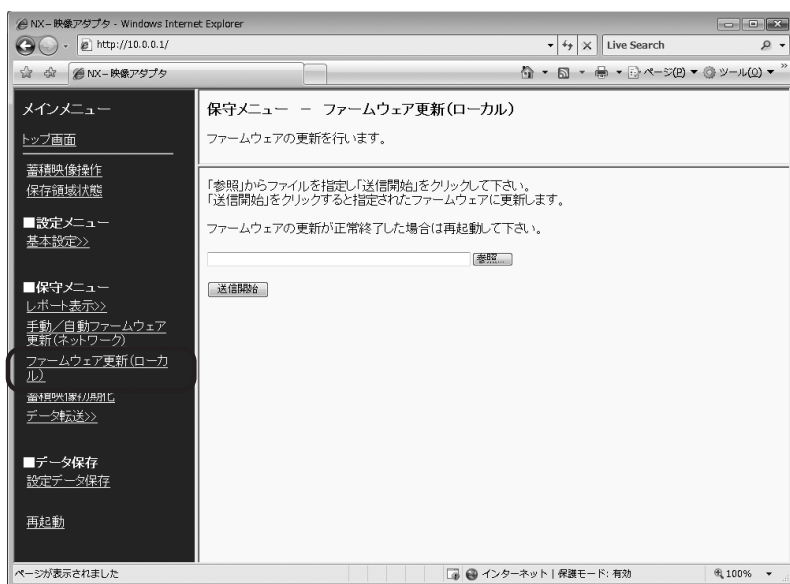 NX-映像アダプタ - Windows Internet Explorer
http://10.0.0.1/
Live Search
NX-映像アダプタ
ページ(P)
ツール(O)
メインメニュー
トップ画面
蓄積映像操作
保存領域状態
■設定メニュー
基本設定>>
■保守メニュー
レポート表示>>
手動/自動ファームウェア
更新(ネットワーク)
ファームウェア更新(ローカ
ル)
蓄積映像初期化
データ転送>>
■データ保存
設定データ保存
再起動
保守メニュー - ファームウェア更新(ローカル)
ファームウェアの更新を行います。
「参照」からファイルを指定し「送信開始」をクリックして下さい。
「送信開始」をクリックすると指定されたファームウェアに更新します。
ファームウェアの更新が正常終了した場合は再起動して下さい。
参照...
送信開始
ページが表示されました
インターネット | 保護モード: 有効
100%